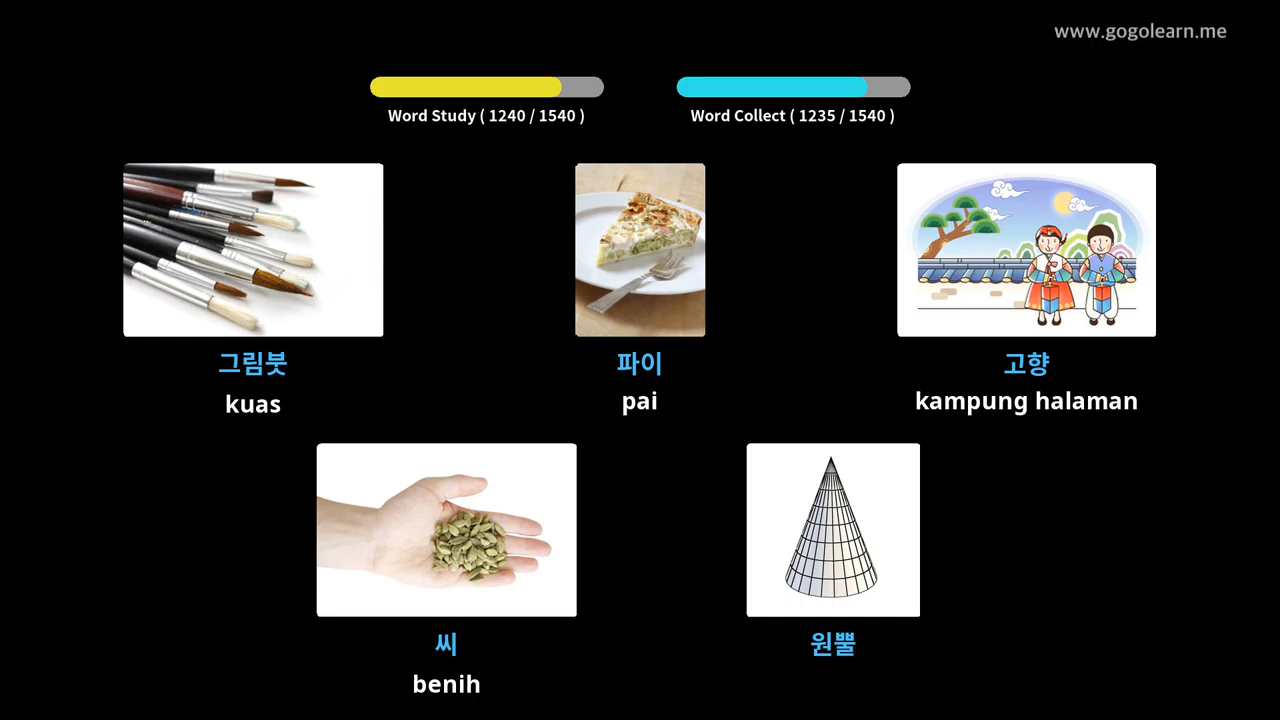 www.gogolearn.me
Word Study ( 1240 / 1540 )
Word Collect ( 1235 / 1540 )
그림붓
kuas
파이
pai
고향
kampung halaman
씨
benih
원뿔